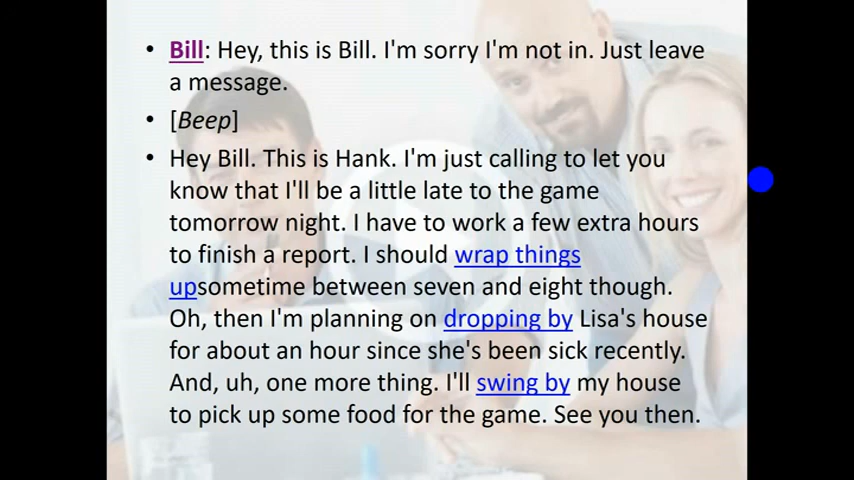 • Bill: Hey, this is Bill. I'm sorry I'm not in. Just leave
a message.
• [Beep]
• Hey Bill. This is Hank. I'm just calling to let you
know that I'll be a little late to the game
tomorrow night. I have to work a few extra hours
to finish a report. I should wrap things
upsometime between seven and eight though.
Oh, then I'm planning on dropping by Lisa's house
for about an hour since she's been sick recently.
And, uh, one more thing. I'll swing by my house
to pick up some food for the game. See you then.